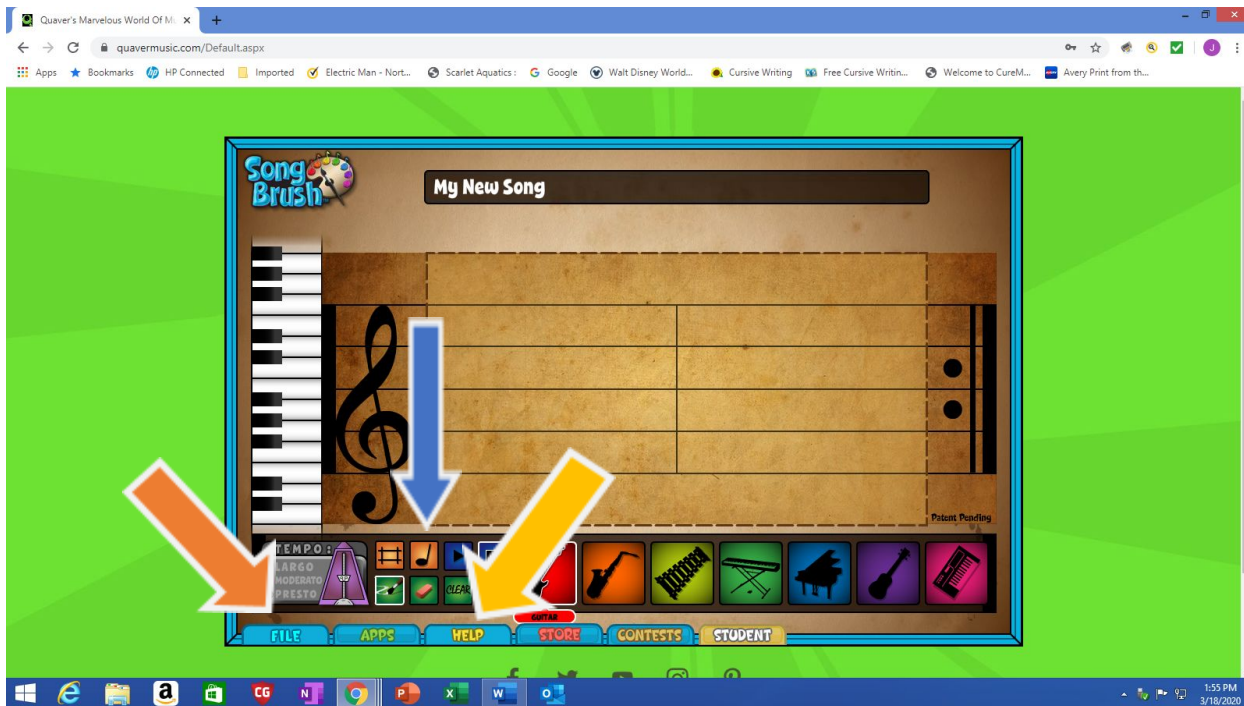 Quaver's Marvelous World Of M
quavermusic.com/Default.aspx
Apps Bookmarks HP Connected Imported Electric Man - Nort... Scarlet Aquatics : Google Walt Disney World... Cursive Writing Free Cursive Writin... Welcome to CureM... Avery Print from th...
J
Song
Brush
My New Song
Patent Pending
TEMPO:
LARGO
MODERATO
PRESTO
CLEAR
GUITAR
FILE APPS HELP STORE CONTESTS STUDENT
1:55 PM
3/18/2020